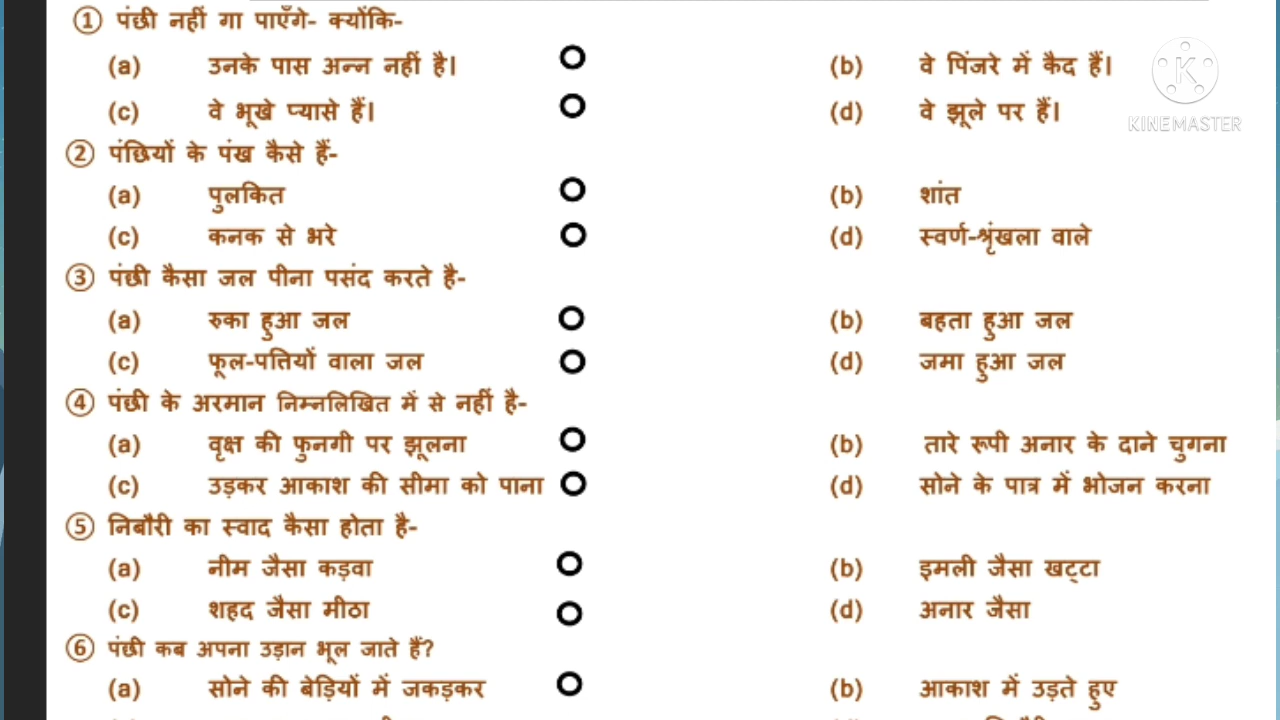 ① पंछी नहीं गा पाएँगे- क्योंकि-
(a) उनके पास अन्न नहीं है। (b) वे पिंजरे में कैद हैं।
(c) वे भूखे प्यासे हैं। (d) वे झूले पर हैं।
KINEMASTER
② पंछियों के पंख कैसे हैं-
(a) पुलकित (b) शांत
(c) कनक से भरे (d) स्वर्ण-श्रृंखला वाले
③ पंछी कैसा जल पीना पसंद करते है-
(a) रुका हुआ जल (b) बहता हुआ जल
(c) फूल-पत्तियों वाला जल (d) जमा हुआ जल
④ पंछी के अरमान निम्नलिखित में से नहीं है-
(a) वृक्ष की फुनगी पर झूलना (b) तारे रूपी अनार के दाने चुगना
(c) उड़कर आकाश की सीमा को पाना (d) सोने के पात्र में भोजन करना
⑤ निबौरी का स्वाद कैसा होता है-
(a) नीम जैसा कड़वा (b) इमली जैसा खट्टा
(c) शहद जैसा मीठा (d) अनार जैसा
⑥ पंछी कब अपना उड़ान भूल जाते हैं?
(a) सोने की बेड़ियों में जकड़कर (b) आकाश में उड़ते हुए